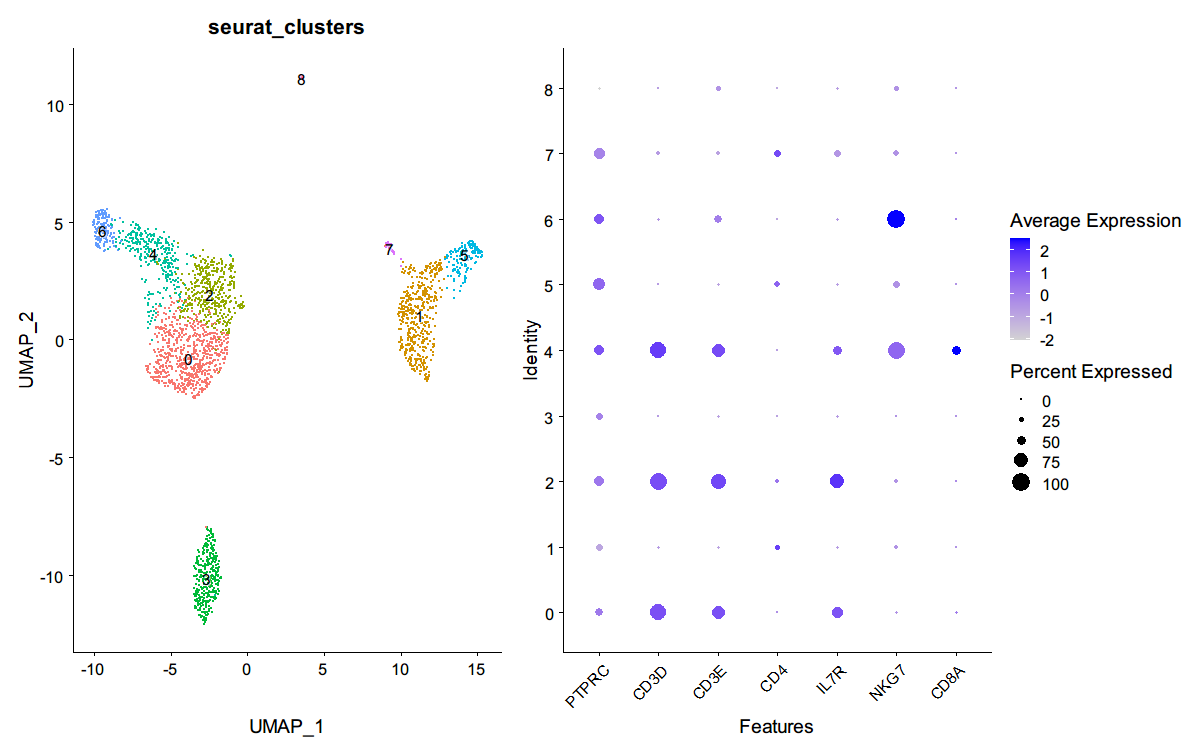 seurat_clusters
8
10
5
0
-5
-10
6
4
2
0
7
5
1
3
-10
-5
0
5
10
15
UMAP_2
UMAP_1
8
7
6
5
4
3
2
1
0
Identity
PTPRC
CD3D
CD3E
CD4
IL7R
NKG7
CD8A
Features
Average Expression
2
1
0
-1
-2
Percent Expressed
0
25
50
75
100